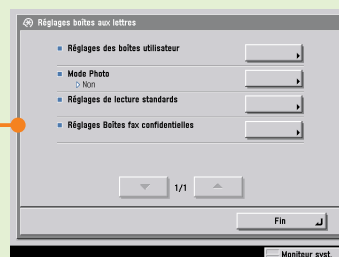 Réglages boîtes aux lettres
Réglages des boîtes utilisateur
Mode Photo
Non
Réglages de lecture standards
Réglages Boîtes fax confidentielles
1/1
Fin
Moniteur syst.